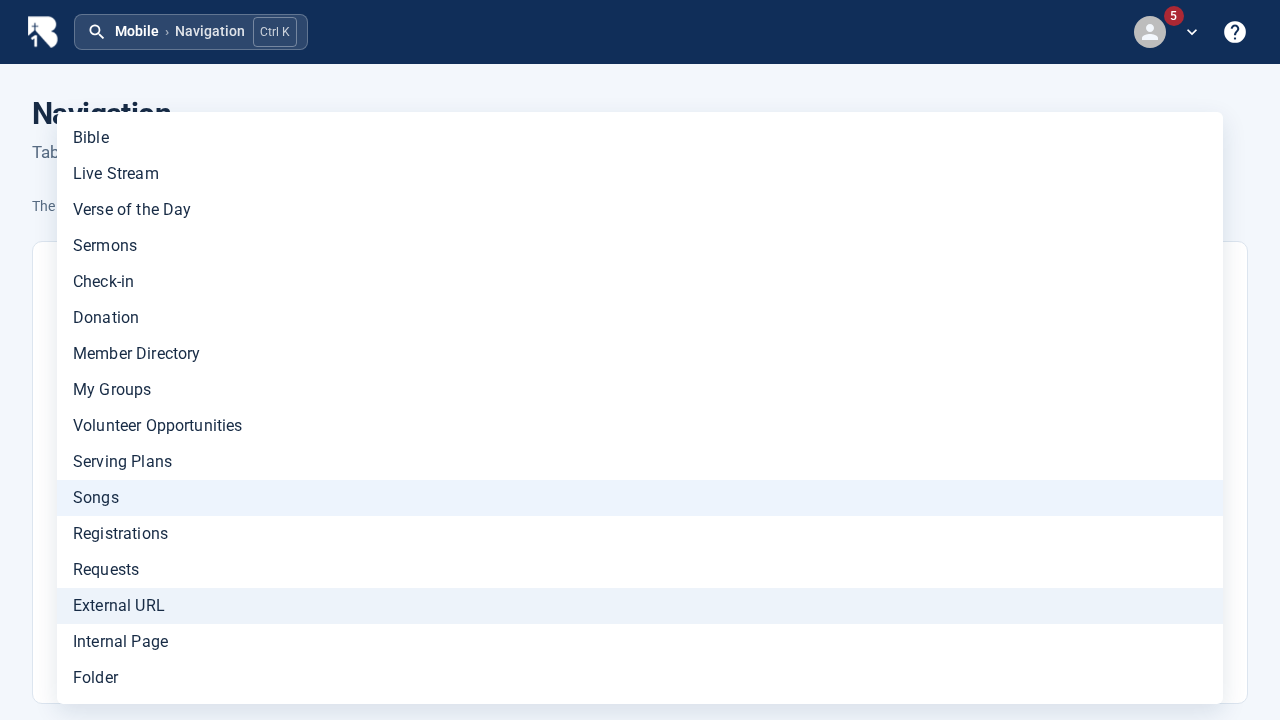 Mobile › Navigation Ctrl K
5
Navigation
Tab
The
Bible
Live Stream
Verse of the Day
Sermons
Check-in
Donation
Member Directory
My Groups
Volunteer Opportunities
Serving Plans
Songs
Registrations
Requests
External URL
Internal Page
Folder